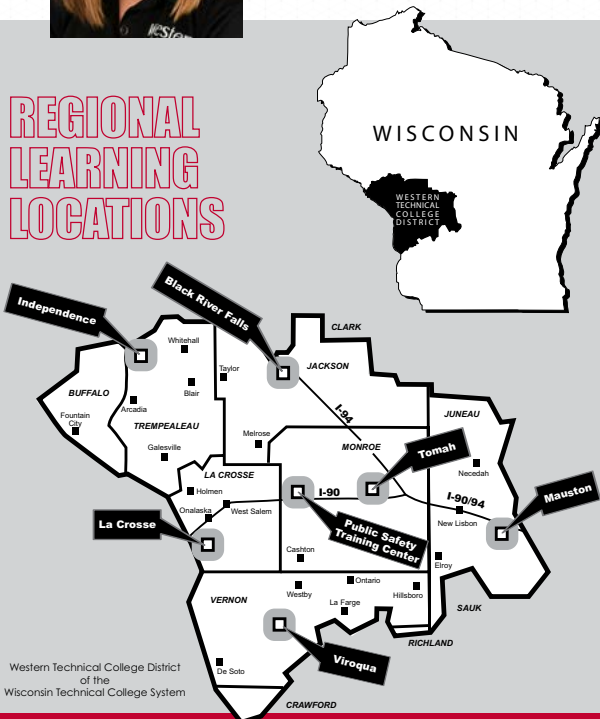 Western
REGIONAL
LEARNING
LOCATIONS
WISCONSIN
WESTERN
TECHNICAL
COLLEGE
DISTRICT
Independence
Black River Falls
CLARK
Whitehall
JACKSON
Taylor
BUFFALO
Blair
Arcadia
I-94
JUNEAU
Fountain
City
TREMPEALEAU
Melrose
MONROE
Tomah
Galesville
LA CROSSE
Necedah
Holmen
I-90
I-90/94
Mauston
Onalaska
West Salem
New Lisbon
La Crosse
Public Safety
Training Center
Cashton
Elroy
VERNON
Westby
Ontario
La Farge
Hillsboro
SAUK
RICHLAND
Viroqua
De Soto
CRAWFORD
Western Technical College District
of the
Wisconsin Technical College System